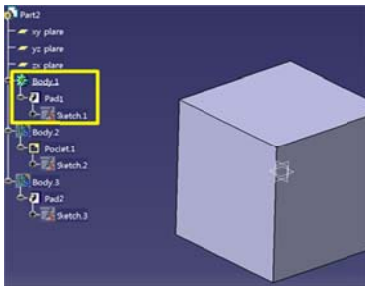 Part2
xy plane
yz plane
zx plane
Body.1
Pad1
Sketch.1
Body.2
Pocket.1
Sketch.2
Body.3
Pad2
Sketch.3